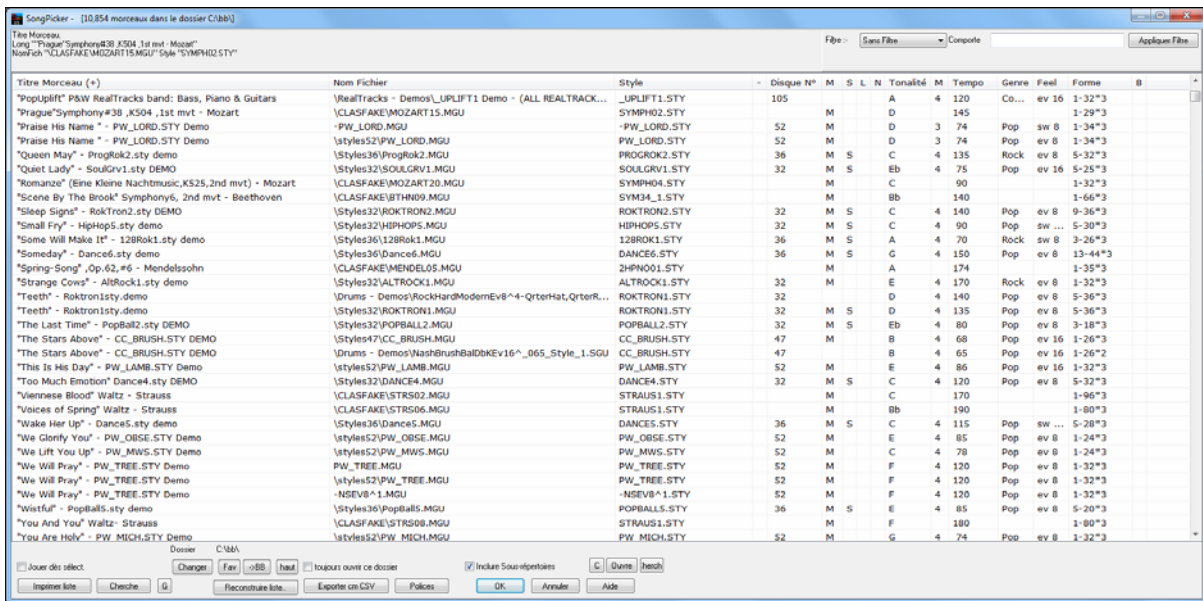 SongPicker - [10,854 morceaux dans le dossier C:\bb\]
Titre Morceau.
Long ""Prague"Symphony#38 ,K504 ,1st mvt - Mozart"
NomFich "\CLASFAKE\MOZART15.MGU" Style "SYMPH02.STY"
Filtre :- Sans Filtre Comporte Appliquer Filtre
Titre Morceau (+) Nom Fichier Style - Disque N° M S L N Tonalité M Tempo Genre Feel Forme B
"PopUplift" P&W RealTracks band: Bass, Piano & Guitars \RealTracks - Demos\_UPLIFT1 Demo - (ALL REALTRACK... _UPLIFT1.STY 105 A 4 120 Co... ev 16 1-32*3
"Prague"Symphony#38 ,K504 ,1st mvt - Mozart \CLASFAKE\MOZART15.MGU SYMPH02.STY M D 145 1-29*3
"Praise His Name " - PW_LORD.STY Demo -PW_LORD.MGU -PW_LORD.STY 52 M D 3 74 Pop sw 8 1-34*3
"Praise His Name " - PW_LORD.STY Demo \styles52\PW_LORD.MGU PW_LORD.STY 52 M D 3 74 Pop ev 8 1-34*3
"Queen May" - ProgRok2.sty demo \Styles36\ProgRok2.MGU PROGROK2.STY 36 M S C 4 135 Rock ev 8 5-32*3
"Quiet Lady" - SoulGrv1.sty DEMO \Styles32\SOULGRV1.MGU SOULGRV1.STY 32 M S Eb 4 75 Pop ev 16 5-25*3
"Romanze" (Eine Kleine Nachtmusic,K525,2nd mvt) - Mozart \CLASFAKE\MOZART20.MGU SYMPH04.STY M C 90 1-32*3
"Scene By The Brook" Symphony6, 2nd mvt - Beethoven \CLASFAKE\BTHN09.MGU SYM34_1.STY M Bb 140 1-66*3
"Sleep Signs" - RokTron2.sty DEMO \Styles32\ROKTRON2.MGU ROKTRON2.STY 32 M S C 4 140 Pop ev 8 9-36*3
"Small Fry" - HipHop5.sty demo \Styles32\HIPHOP5.MGU HIPHOP5.STY 32 M S C 4 90 Pop sw ... 5-30*3
"Some Will Make It" - 128Rok1.sty demo \Styles36\128Rok1.MGU 128ROK1.STY 36 M S A 4 70 Rock sw 8 3-26*3
"Someday" - Dance6.sty demo \Styles36\Dance6.MGU DANCE6.STY 36 M S G 4 150 Pop ev 8 13-44*3
"Spring-Song" ,Op.62,#6 - Mendelssohn \CLASFAKE\MENDEL05.MGU 2HPNO01.STY M A 174 1-35*3
"Strange Cows" - AltRock1.sty demo \Styles32\ALTROCK1.MGU ALTROCK1.STY 32 M E 4 170 Rock ev 8 1-32*3
"Teeth" - Roktron1sty.demo \Drums - Demos\RockHardModernEv8^4-QrterHat,QrterR... ROKTRON1.STY 32 D 4 140 Pop ev 8 5-36*3
"Teeth" - Roktron1sty.demo \Styles32\ROKTRON1.MGU ROKTRON1.STY 32 M S D 4 135 Pop ev 8 5-36*3
"The Last Time" - PopBall2.sty DEMO \Styles32\POPBALL2.MGU POPBALL2.STY 32 M S Eb 4 80 Pop ev 8 3-18*3
"The Stars Above" - CC_BRUSH.STY DEMO \Styles47\CC_BRUSH.MGU CC_BRUSH.STY 47 M B 4 68 Pop ev 16 1-26*3
"The Stars Above" - CC_BRUSH.STY DEMO \Drums - Demos\NashBrushBalDbKEv16^_065_Style_1.SGU CC_BRUSH.STY 47 B 4 65 Pop ev 16 1-26*2
"This Is His Day" - PW_LAMB.STY Demo \styles52\PW_LAMB.MGU PW_LAMB.STY 52 M E 4 86 Pop ev 16 1-32*3
"Too Much Emotion" Dance4.sty DEMO \Styles32\DANCE4.MGU DANCE4.STY 32 M S C 4 120 Pop ev 8 5-32*3
"Viennese Blood" Waltz - Strauss \CLASFAKE\STRS02.MGU STRAUS1.STY M C 170 1-96*3
"Voices of Spring" Waltz - Strauss \CLASFAKE\STRS06.MGU STRAUS1.STY M Bb 190 1-80*3
"Wake Her Up" - Dance5.sty demo \Styles36\Dance5.MGU DANCE5.STY 36 M S C 4 115 Pop sw ... 5-28*3
"We Glorify You" - PW_OBSE.STY Demo \styles52\PW_OBSE.MGU PW_OBSE.STY 52 M E 4 85 Pop ev 8 1-24*3
"We Lift You Up" - PW_MWS.STY Demo \styles52\PW_MWS.MGU PW_MWS.STY 52 M C 4 78 Pop ev 8 1-24*3
"We Will Pray" - PW_TREE.STY Demo PW_TREE.MGU PW_TREE.STY 52 M F 4 120 Pop ev 8 1-32*3
"We Will Pray" - PW_TREE.STY Demo \styles52\PW_TREE.MGU PW_TREE.STY 52 M F 4 120 Pop ev 8 1-32*3
"We Will Pray" - PW_TREE.STY Demo -NSEV8^1.MGU -NSEV8^1.STY 52 M F 4 120 Pop ev 8 1-32*3
"Wistful" - PopBall5.sty demo \Styles36\PopBall5.MGU POPBALL5.STY 36 M S E 4 85 Pop ev 8 5-20*3
"You And You" Waltz- Strauss \CLASFAKE\STRS08.MGU STRAUS1.STY M F 180 1-80*3
"You Are Holy" - PW_MICH.STY Demo \styles52\PW_MICH.MGU PW_MICH.STY 52 M G 4 74 Pop ev 8 1-32*3
Dossier C:\bb\
Jouer dès sélect. Changer Fav ->BB haut toujours ouvrir ce dossier Inclure Sous-répertoires C Ouvre herch
Imprimer liste Cherche G Reconstruire liste.. Exporter cm CSV Polices OK Annuler Aide